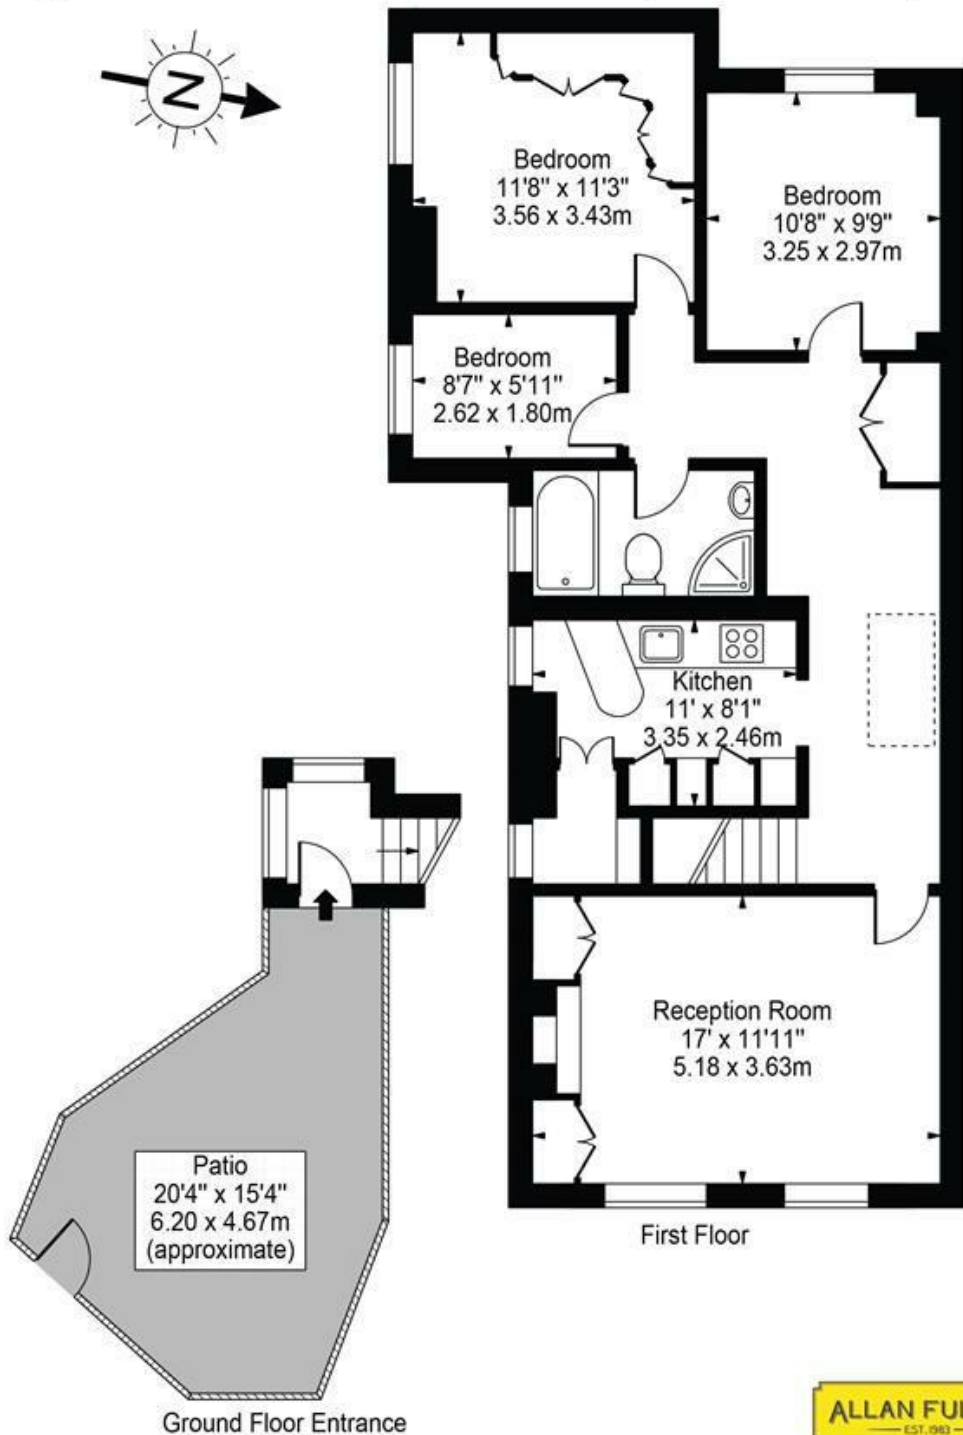 N
Bedroom
11'8" x 11'3"
3.56 x 3.43m
Bedroom
10'8" x 9'9"
3.25 x 2.97m
Bedroom
8'7" x 5'11"
2.62 x 1.80m
Kitchen
11' x 8'1"
3.35 x 2.46m
Reception Room
17' x 11'11"
5.18 x 3.63m
First Floor
Patio
20'4" x 15'4"
6.20 x 4.67m
(approximate)
Ground Floor Entrance
ALLAN FU
EST. 1983